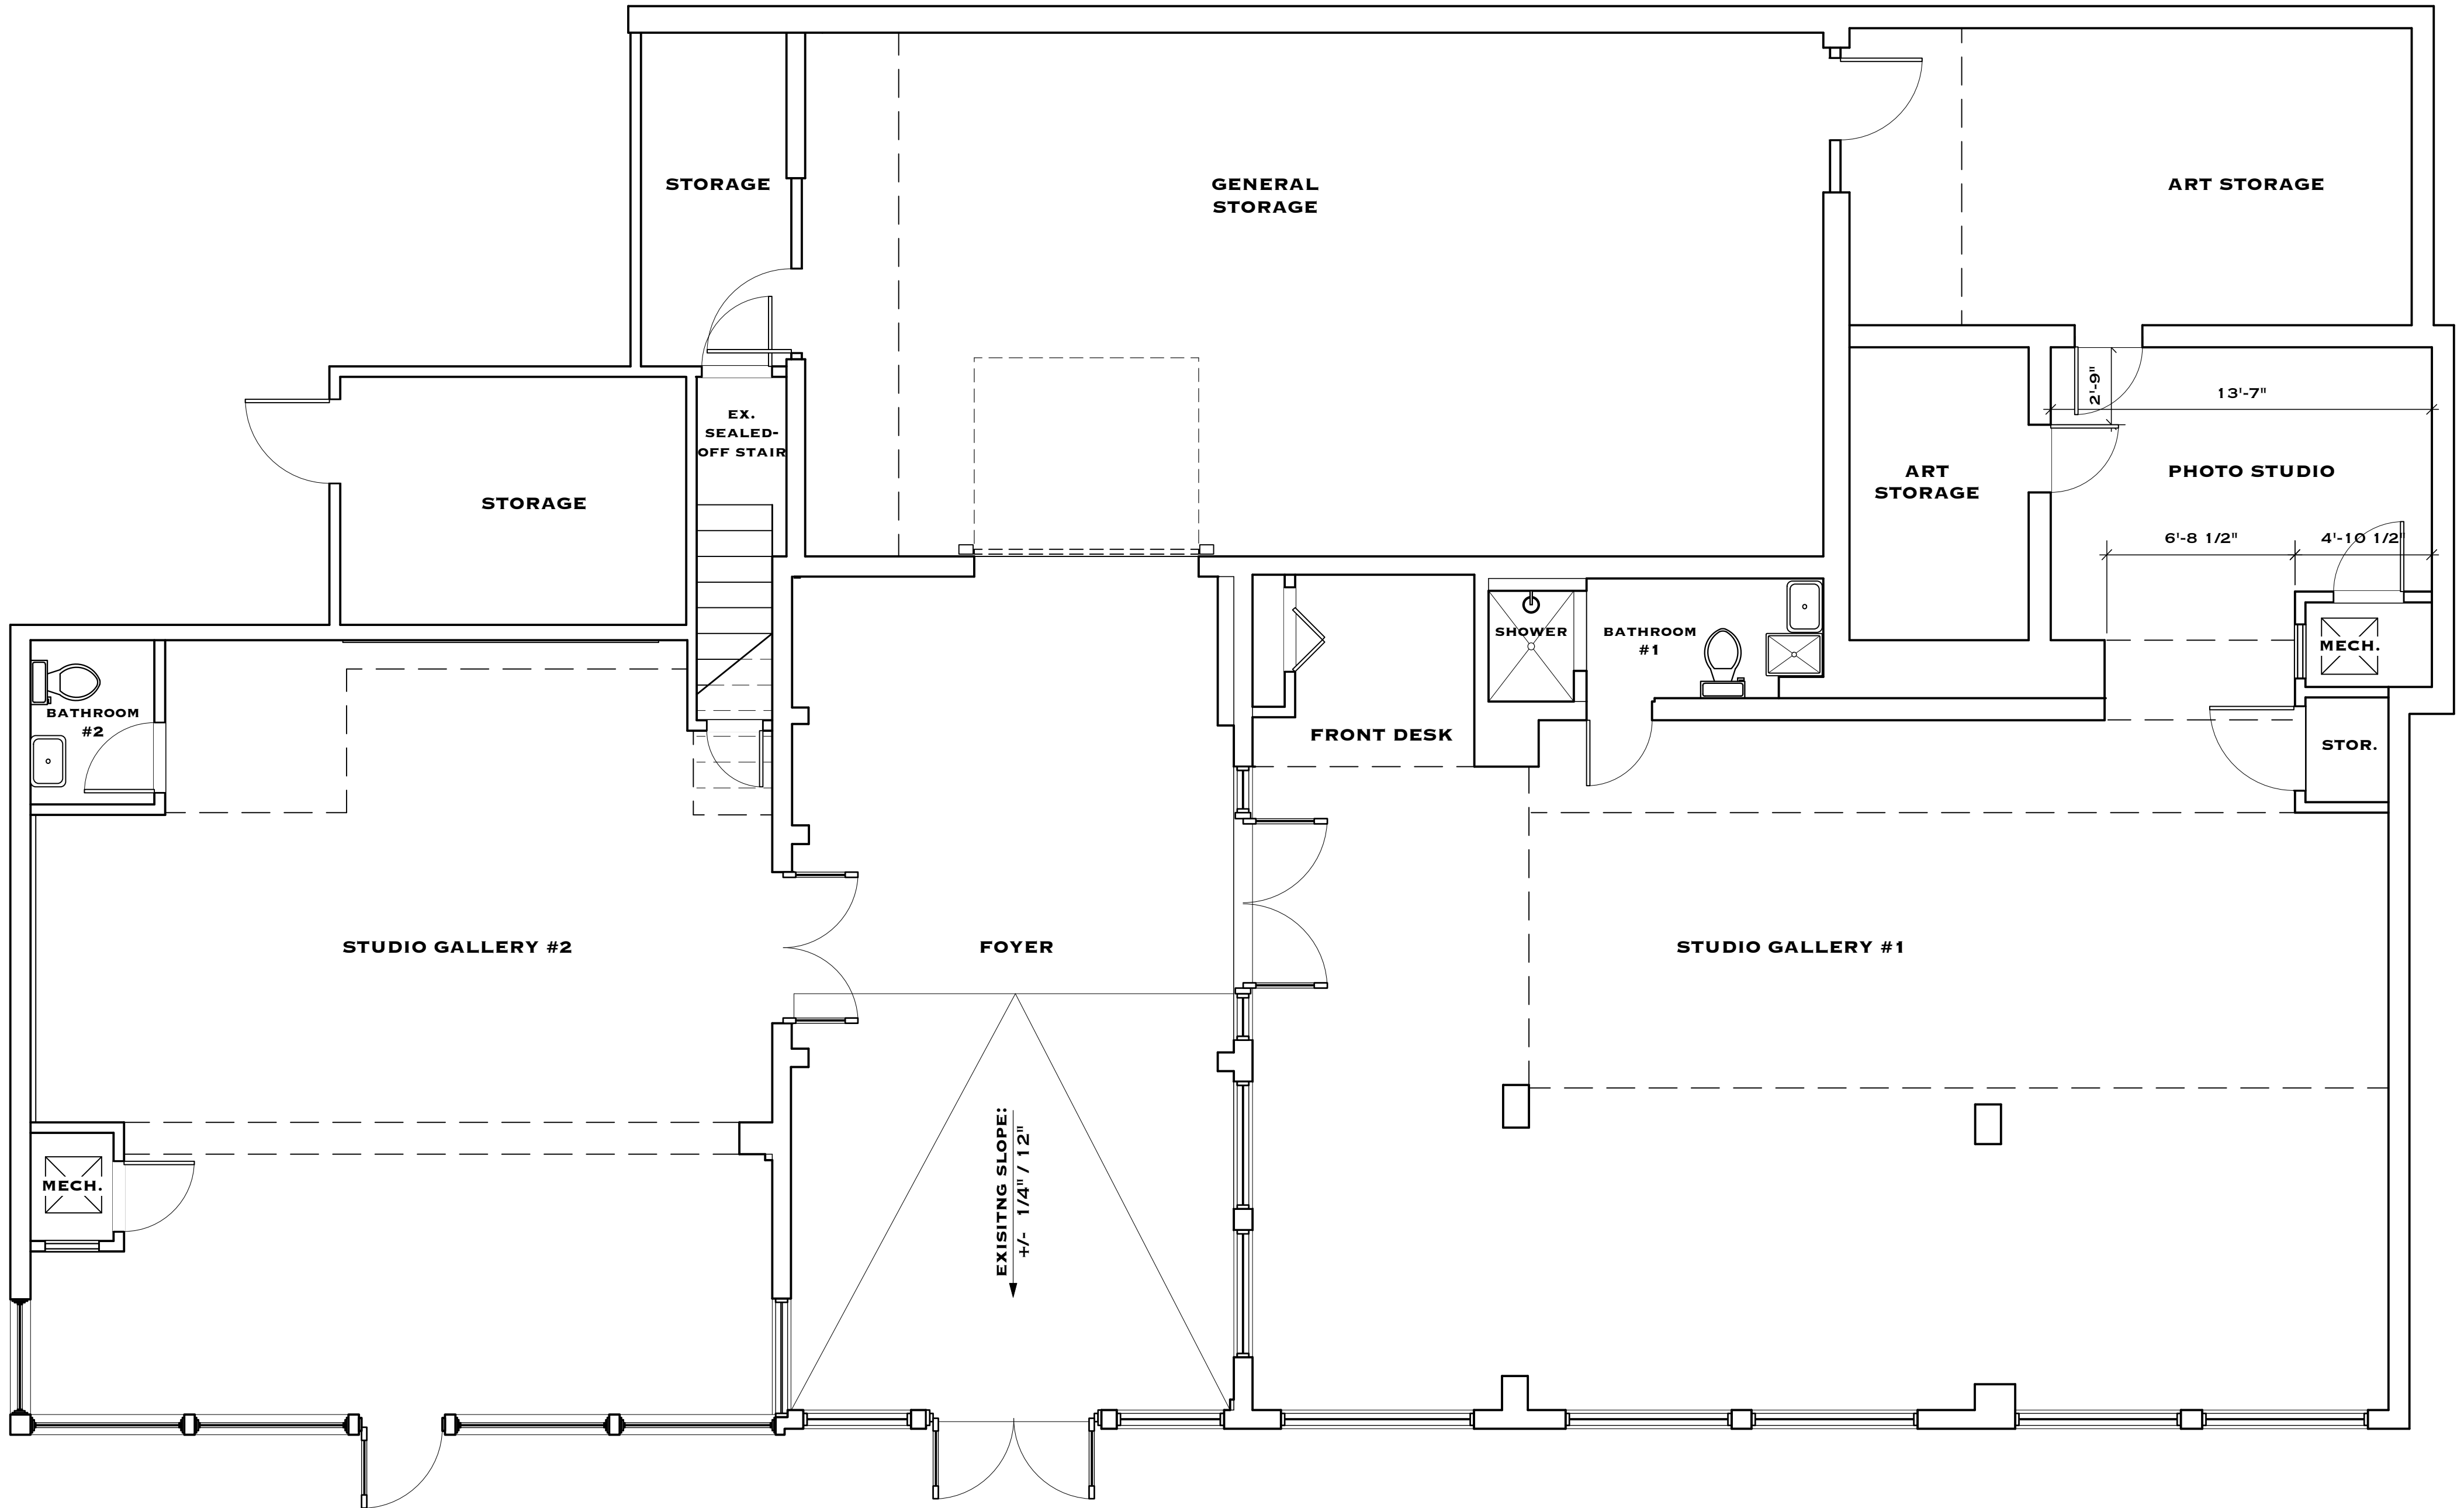 STORAGE
GENERAL
STORAGE
ART STORAGE
EX.
SEALED-
OFF STAIR
STORAGE
2'-9"
13'-7"
ART
STORAGE
PHOTO STUDIO
6'-8 1/2"
4'-10 1/2"
SHOWER
BATHROOM
#1
MECH.
BATHROOM
#2
FRONT DESK
STOR.
STUDIO GALLERY #2
FOYER
STUDIO GALLERY #1
EXISITNG SLOPE:
+/- 1/4" / 12"
MECH.